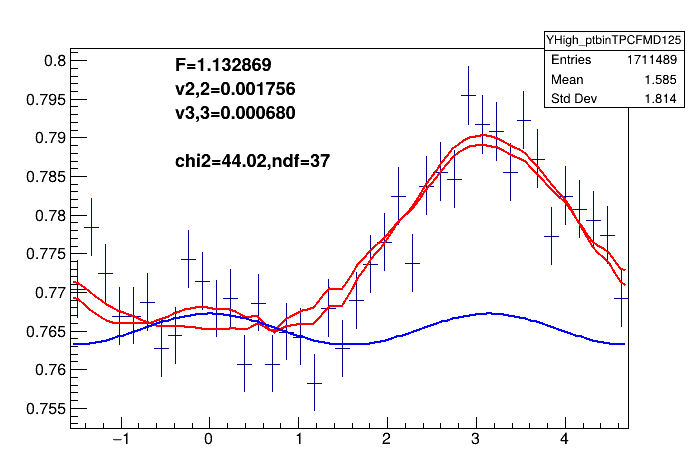 YHigh_ptbinTPCFMD125
Entries 1711489
Mean 1.585
Std Dev 1.814
F=1.132869
v2,2=0.001756
v3,3=0.000680
chi2=44.02,ndf=37
0.8
0.795
0.79
0.785
0.78
0.775
0.77
0.765
0.76
0.755
−1 0 1 2 3 4